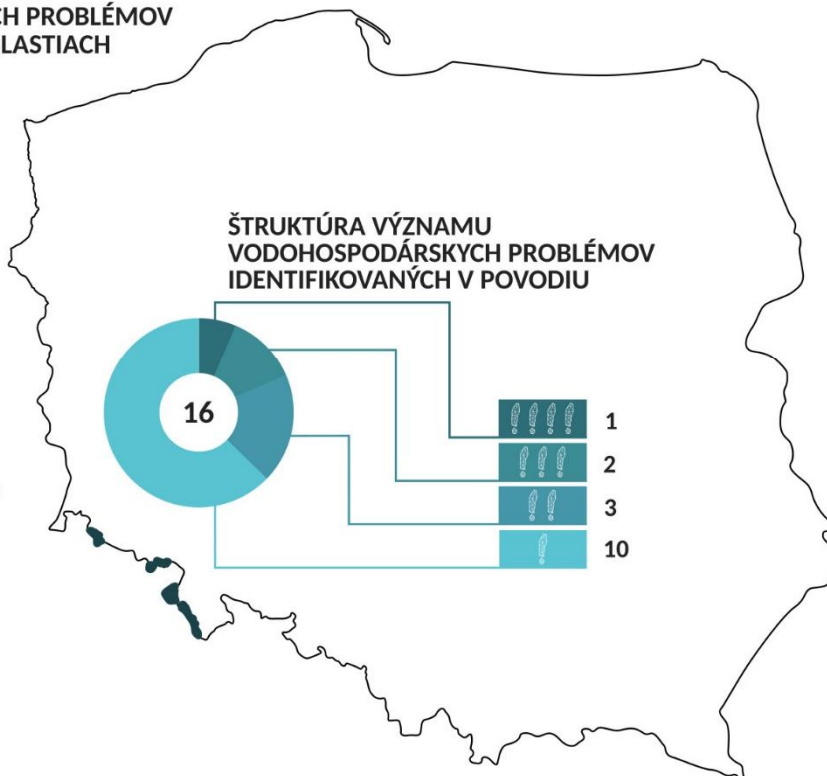 CH PROBLÉMOV
LASTIACH
ŠTRUKTÚRA VÝZNAMU
VODOHOSPODÁRSKYCH PROBLÉMOV
IDENTIFIKOVANÝCH V POVODIU
16
1
2
3
10